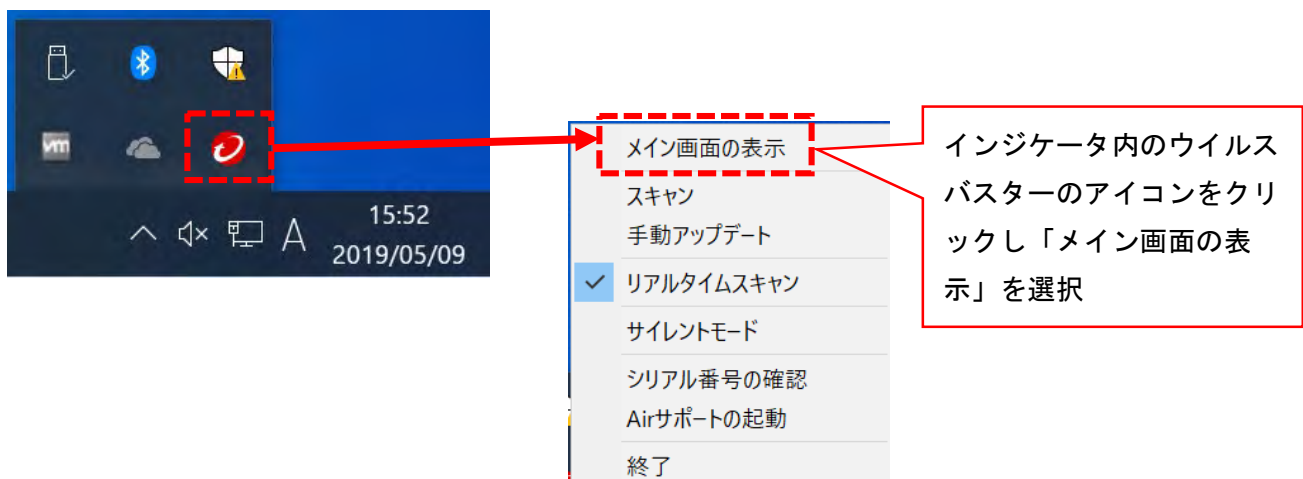 vm
A
15:52
2019/05/09
メイン画面の表示
スキャン
手動アップデート
リアルタイムスキャン
サイレントモード
シリアル番号の確認
Airサポートの起動
終了
インジケータ内のウイルス
バスターのアイコンをクリ
ックし「メイン画面の表
示」を選択